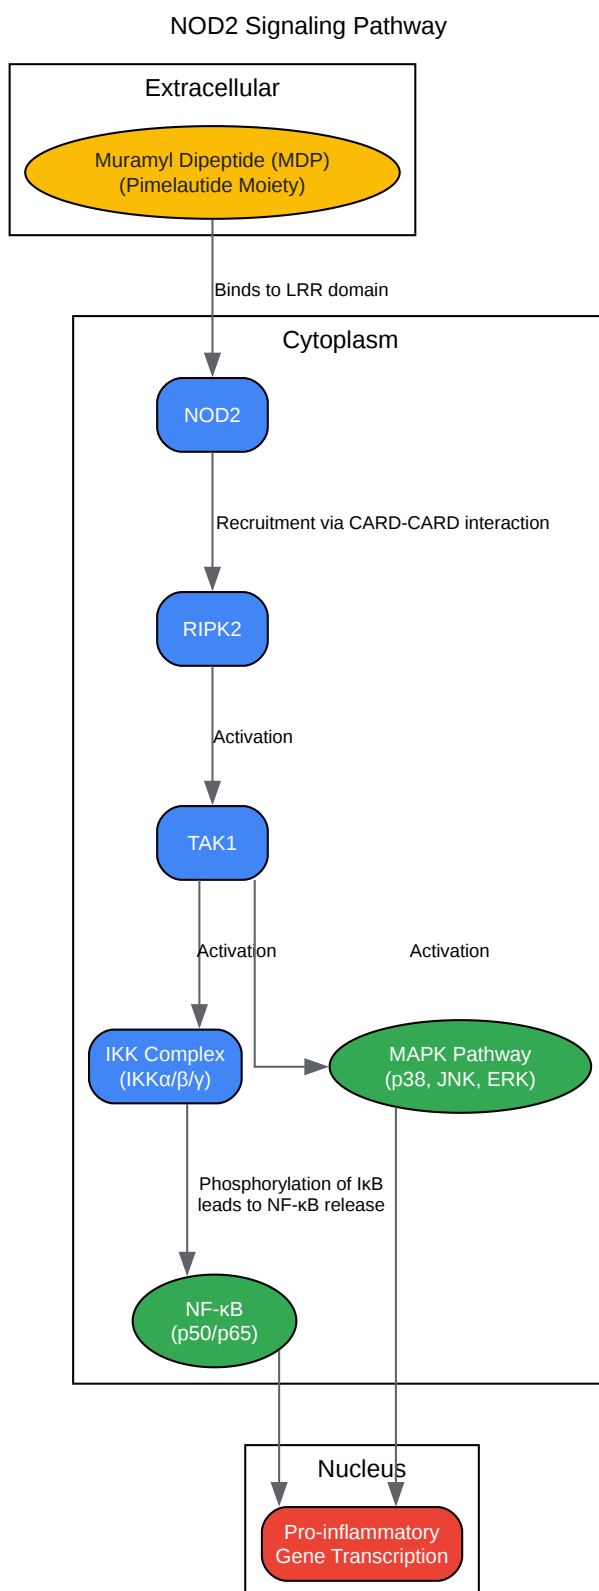 NOD2 Signaling Pathway
Extracellular
Muramyl Dipeptide (MDP)
(Pimelautide Moiety)
Binds to LRR domain
Cytoplasm
NOD2
Recruitment via CARD-CARD interaction
RIPK2
Activation
TAK1
Activation
Activation
IKK Complex
(IKKα/β/γ)
MAPK Pathway
(p38, JNK, ERK)
Phosphorylation of IκB
leads to NF-κB release
NF-κB
(p50/p65)
Nucleus
Pro-inflammatory
Gene Transcription